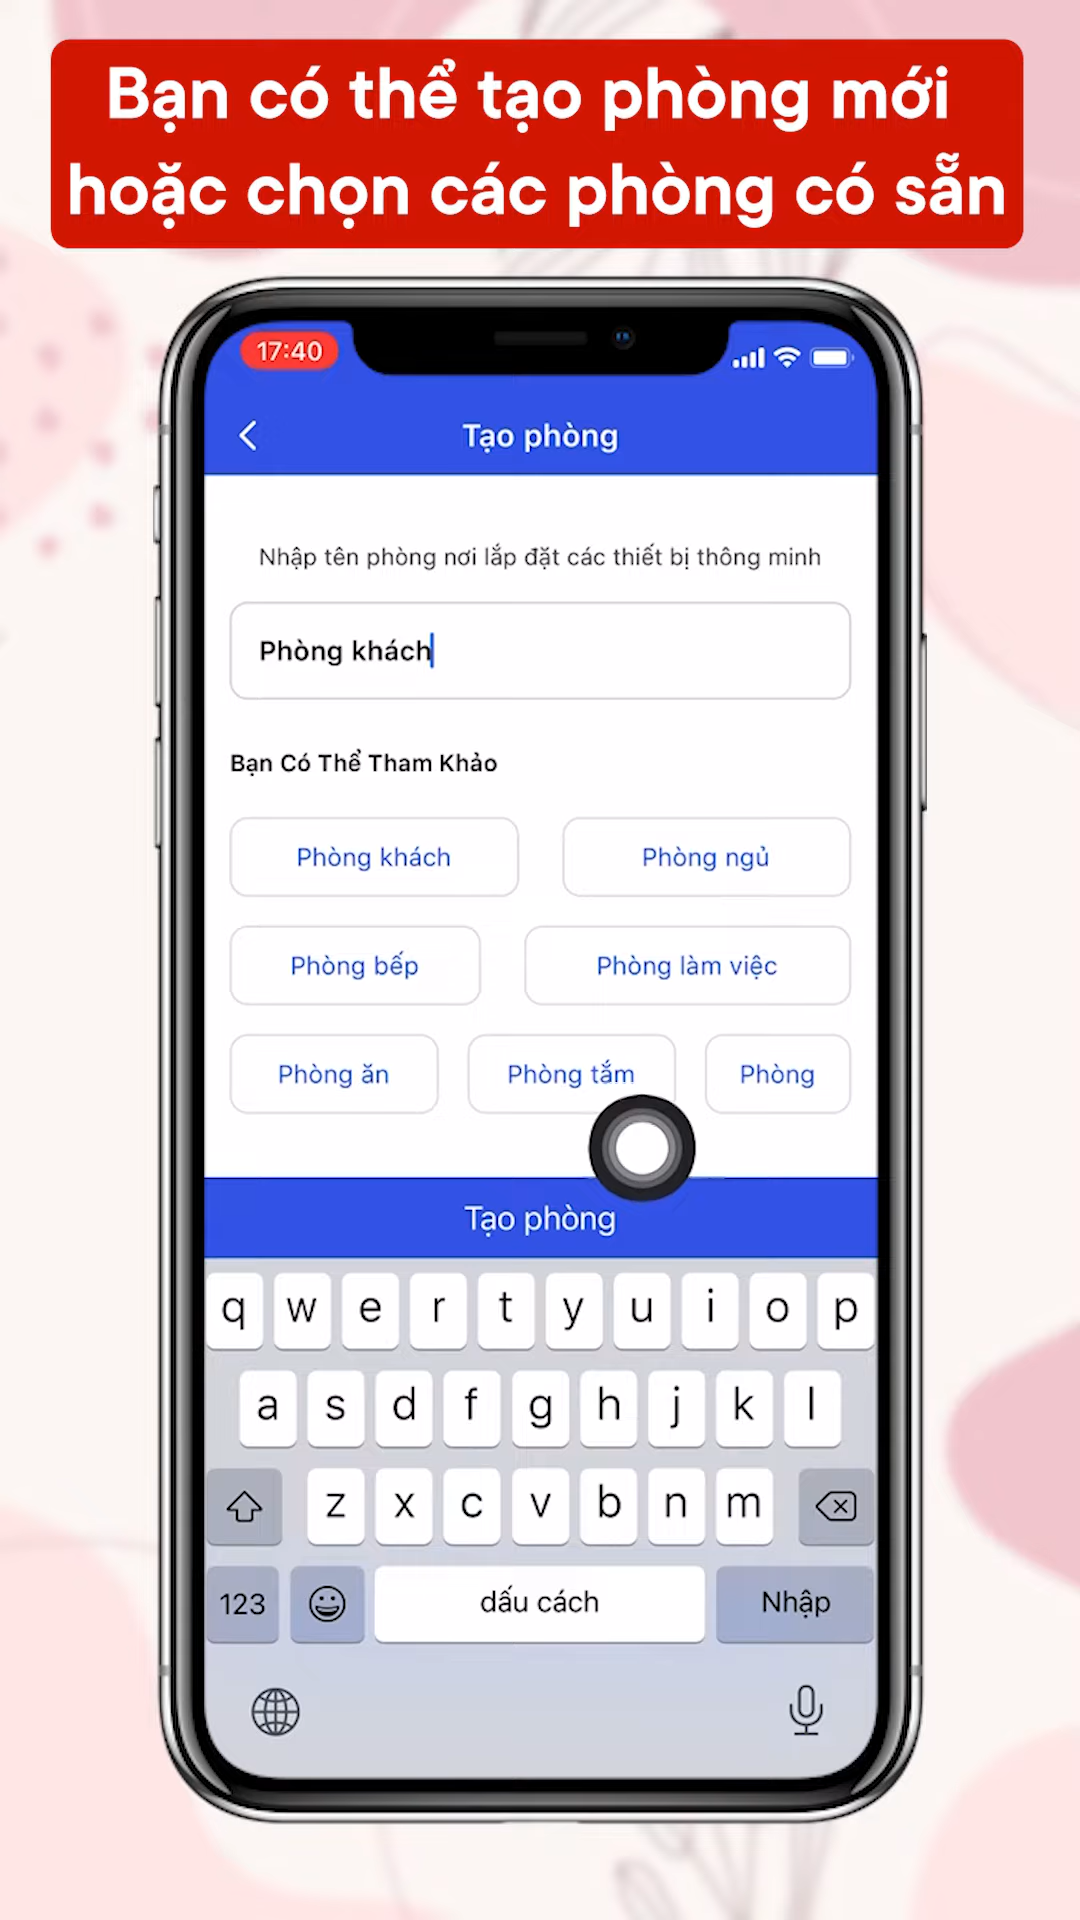 Bạn có thể tạo phòng mới
hoặc chọn các phòng có sẵn
17:40
Tạo phòng
Nhập tên phòng nơi lắp đặt các thiết bị thông minh
Phòng khách
Bạn Có Thể Tham Khảo
Phòng khách
Phòng ngủ
Phòng bếp
Phòng làm việc
Phòng ăn
Phòng tắm
Phòng
Tạo phòng
q w e r t y u i o p
a s d f g h j k l
z x c v b n m
123
dấu cách
Nhập